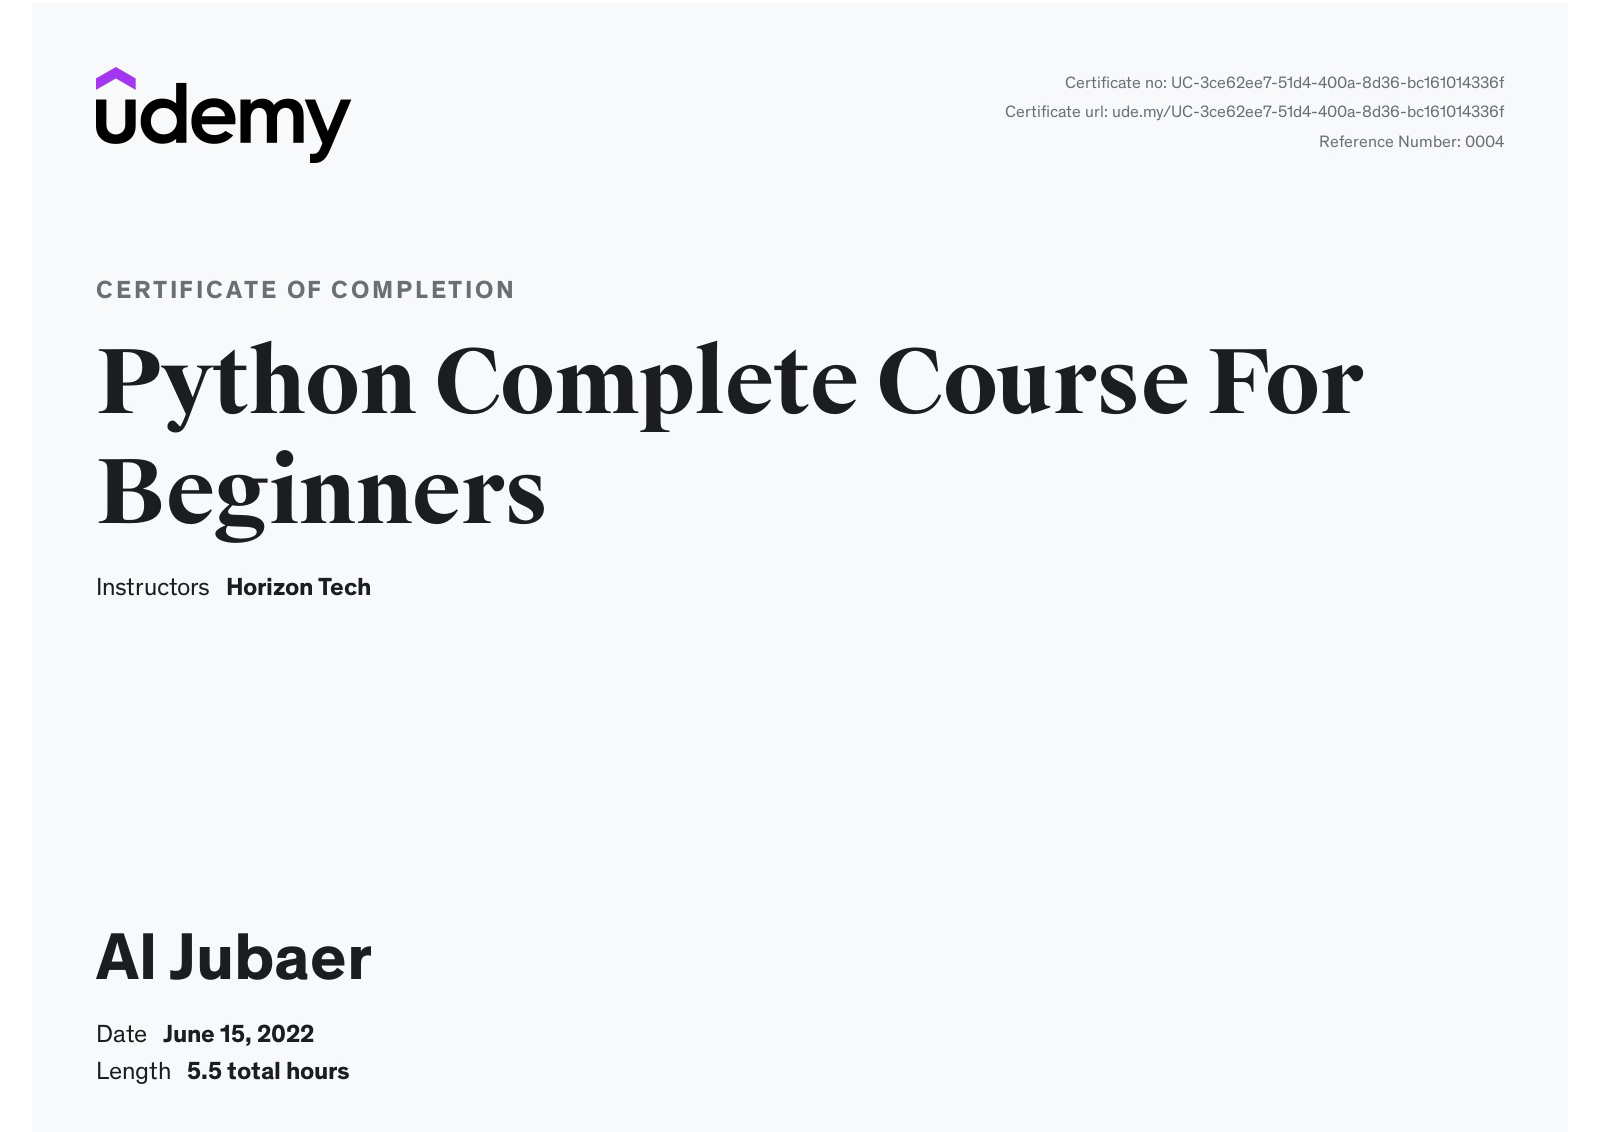 udemy
Certificate no: UC-3ce62ee7-51d4-400a-8d36-bc161014336f
Certificate url: ude.my/UC-3ce62ee7-51d4-400a-8d36-bc161014336f
Reference Number: 0004
CERTIFICATE OF COMPLETION
Python Complete Course For
Beginners
Instructors Horizon Tech
Al Jubaer
Date June 15, 2022
Length 5.5 total hours